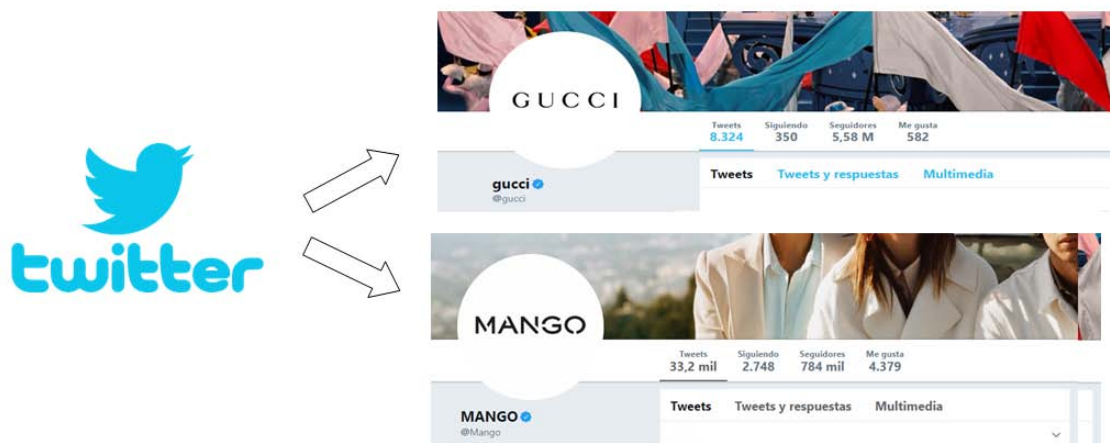 twitter
GUCCI
Tweets Siguiendo Seguidores Me gusta
8.324 350 5,58 M 582
gucci
@gucci
Tweets Tweets y respuestas Multimedia
MANGO
Tweets Siguiendo Seguidores Me gusta
33,2 mil 2.748 784 mil 4.379
MANGO
@Mango
Tweets Tweets y respuestas Multimedia